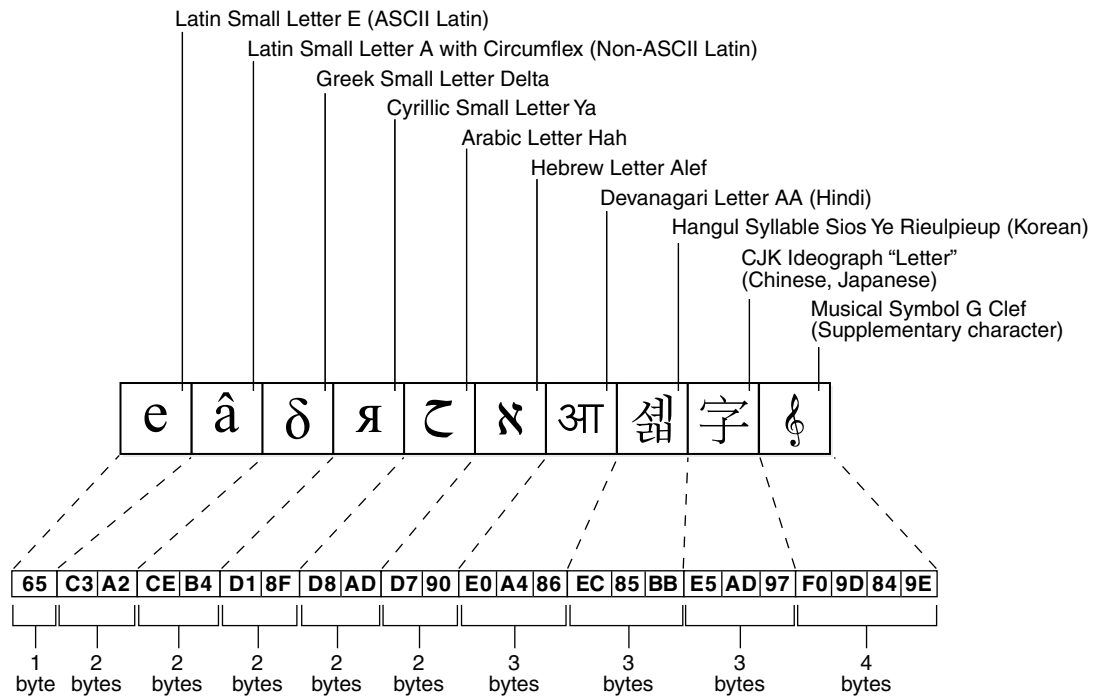 Latin Small Letter E (ASCII Latin)
Latin Small Letter A with Circumflex (Non-ASCII Latin)
Greek Small Letter Delta
Cyrillic Small Letter Ya
Arabic Letter Hah
Hebrew Letter Alef
Devanagari Letter AA (Hindi)
Hangul Syllable Sios Ye Rieulpieup (Korean)
CJK Ideograph “Letter”
(Chinese, Japanese)
Musical Symbol G Clef
(Supplementary character)
e â δ я ح א आ 셻 字 𝄞
65 C3 A2 CE B4 D1 8F D8 AD D7 90 E0 A4 86 EC 85 BB E5 AD 97 F0 9D 84 9E
1 2 2 2 2 2 3 3 3 4
byte bytes bytes bytes bytes bytes bytes bytes bytes bytes